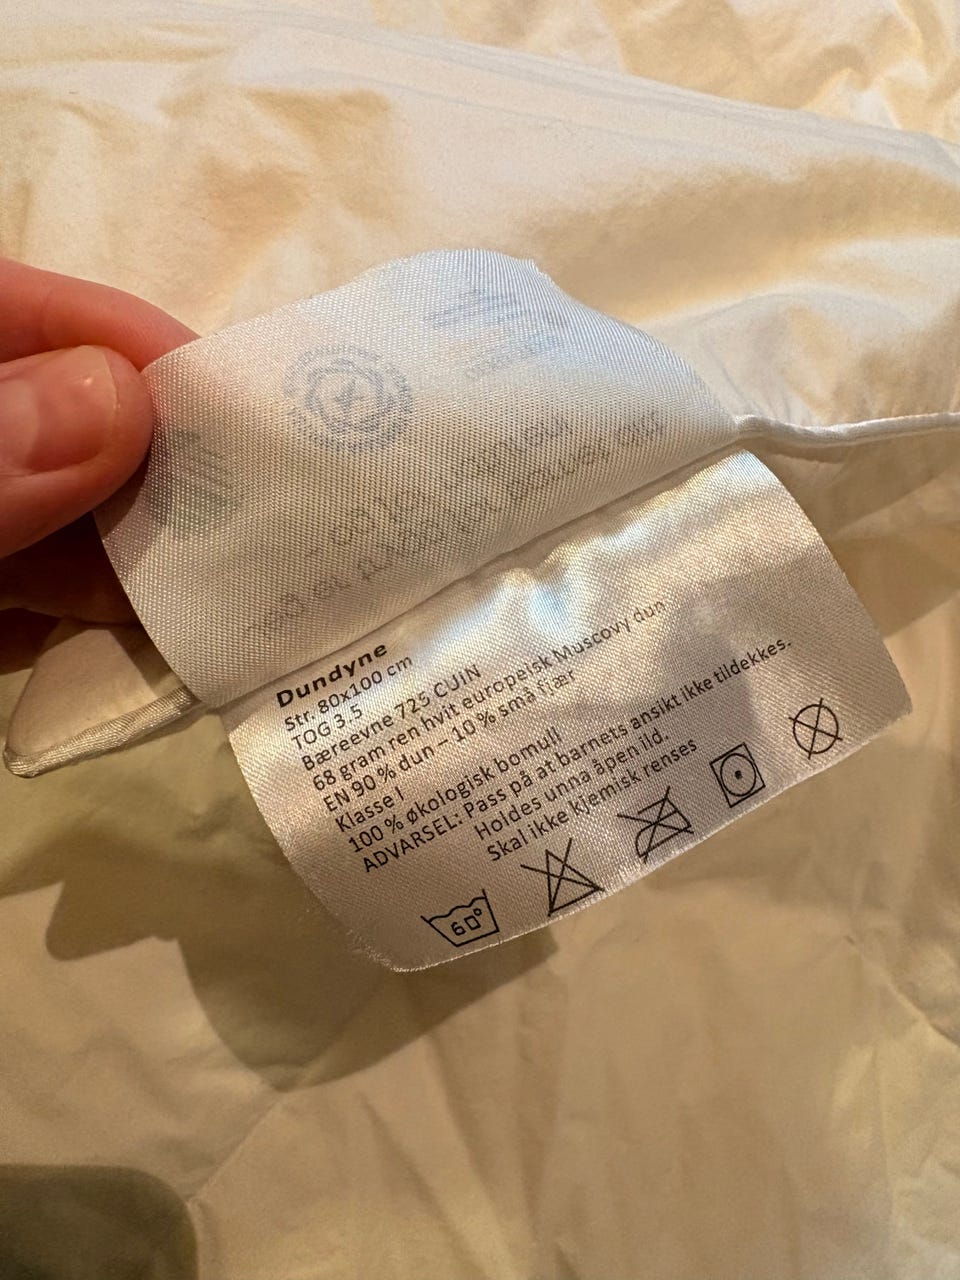 Dundyne
Str. 80x100 cm
TOG 3.5
Bæreevne 725 CUIN
68 gram ren hvit europeisk Muscovy dun
EN 90 % dun – 10 % små fjær
Klasse I
100 % økologisk bomull
ADVARSEL: Pass på at barnets ansikt ikke tildekkes.
Holdes unna åpen ild.
Skal ikke kjemisk renses
60°